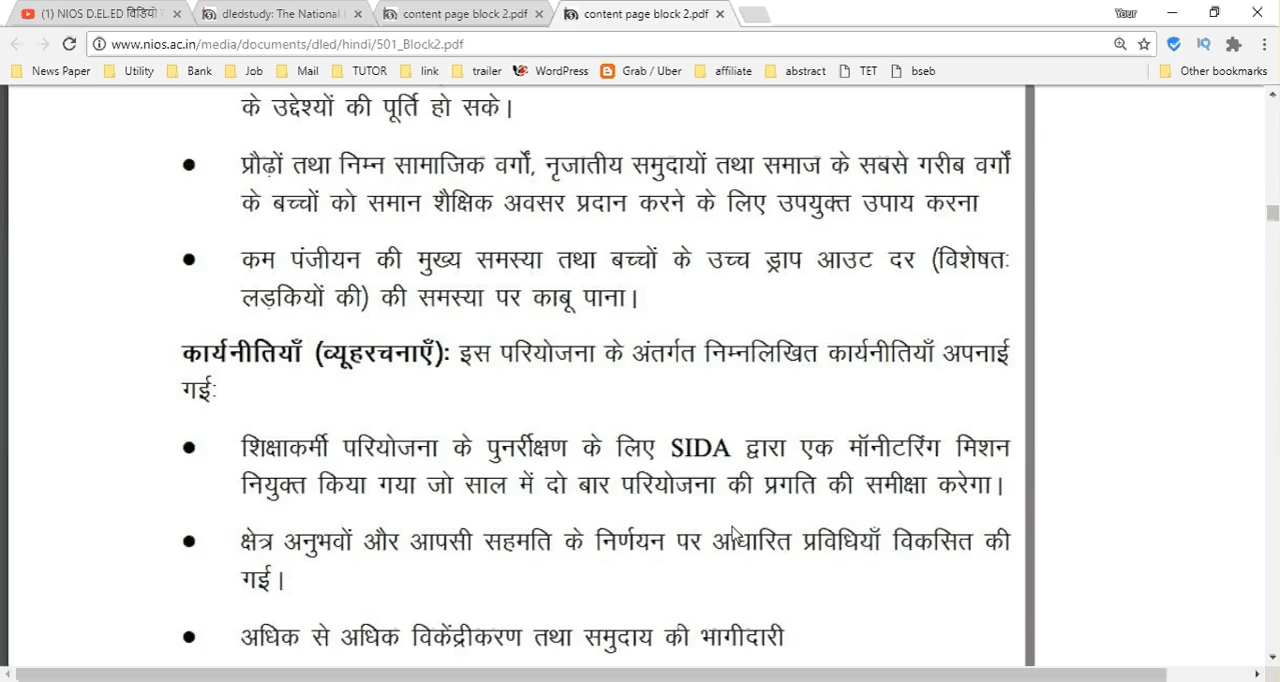 (1) NIOS D.EL.ED विडियो
dledstudy: The National
content page block 2.pdf
content page block 2.pdf
Your
www.nios.ac.in/media/documents/dled/hindi/501_Block2.pdf
News Paper Utility Bank Job Mail TUTOR link trailer WordPress Grab / Uber affiliate abstract TET bseb Other bookmarks
के उद्देश्यों की पूर्ति हो सके।
● प्रौढ़ों तथा निम्न सामाजिक वर्गों, नृजातीय समुदायों तथा समाज के सबसे गरीब वर्गों
के बच्चों को समान शैक्षिक अवसर प्रदान करने के लिए उपयुक्त उपाय करना
● कम पंजीयन की मुख्य समस्या तथा बच्चों के उच्च ड्राप आउट दर (विशेषतः
लड़कियों की) की समस्या पर काबू पाना।
कार्यनीतियाँ (व्यूहरचनाएँ): इस परियोजना के अंतर्गत निम्नलिखित कार्यनीतियाँ अपनाई
गईः
● शिक्षाकर्मी परियोजना के पुनर्रीक्षण के लिए SIDA द्वारा एक मॉनीटरिंग मिशन
नियुक्त किया गया जो साल में दो बार परियोजना की प्रगति की समीक्षा करेगा।
● क्षेत्र अनुभवों और आपसी सहमति के निर्णयन पर आधारित प्रविधियाँ विकसित की
गई।
● अधिक से अधिक विकेंद्रीकरण तथा समुदाय की भागीदारी